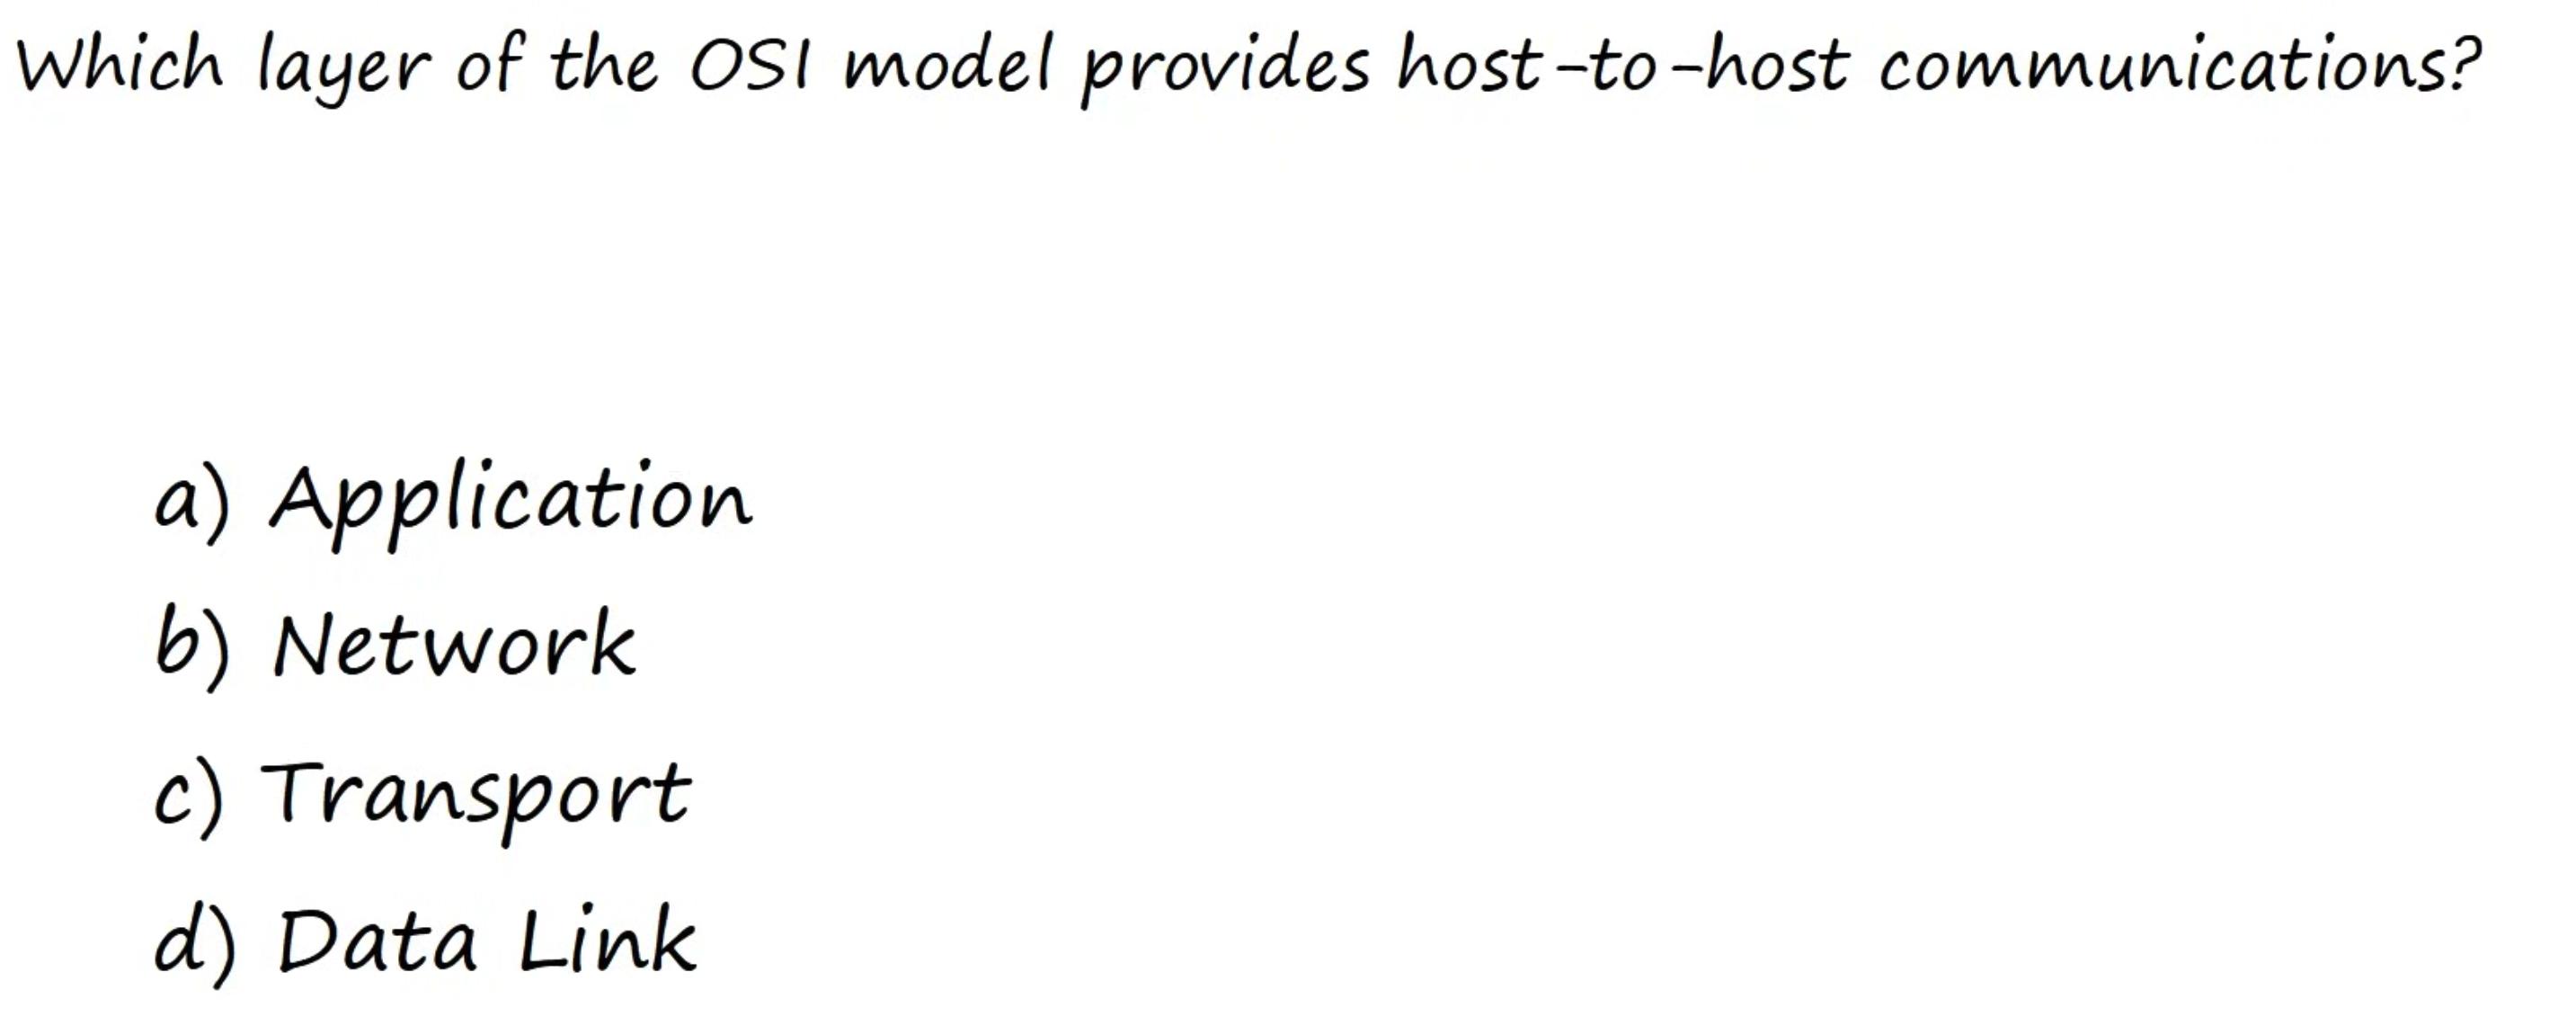 Which layer of the OSI model provides host-to-host communications?
a) Application
b) Network
c) Transport
d) Data Link